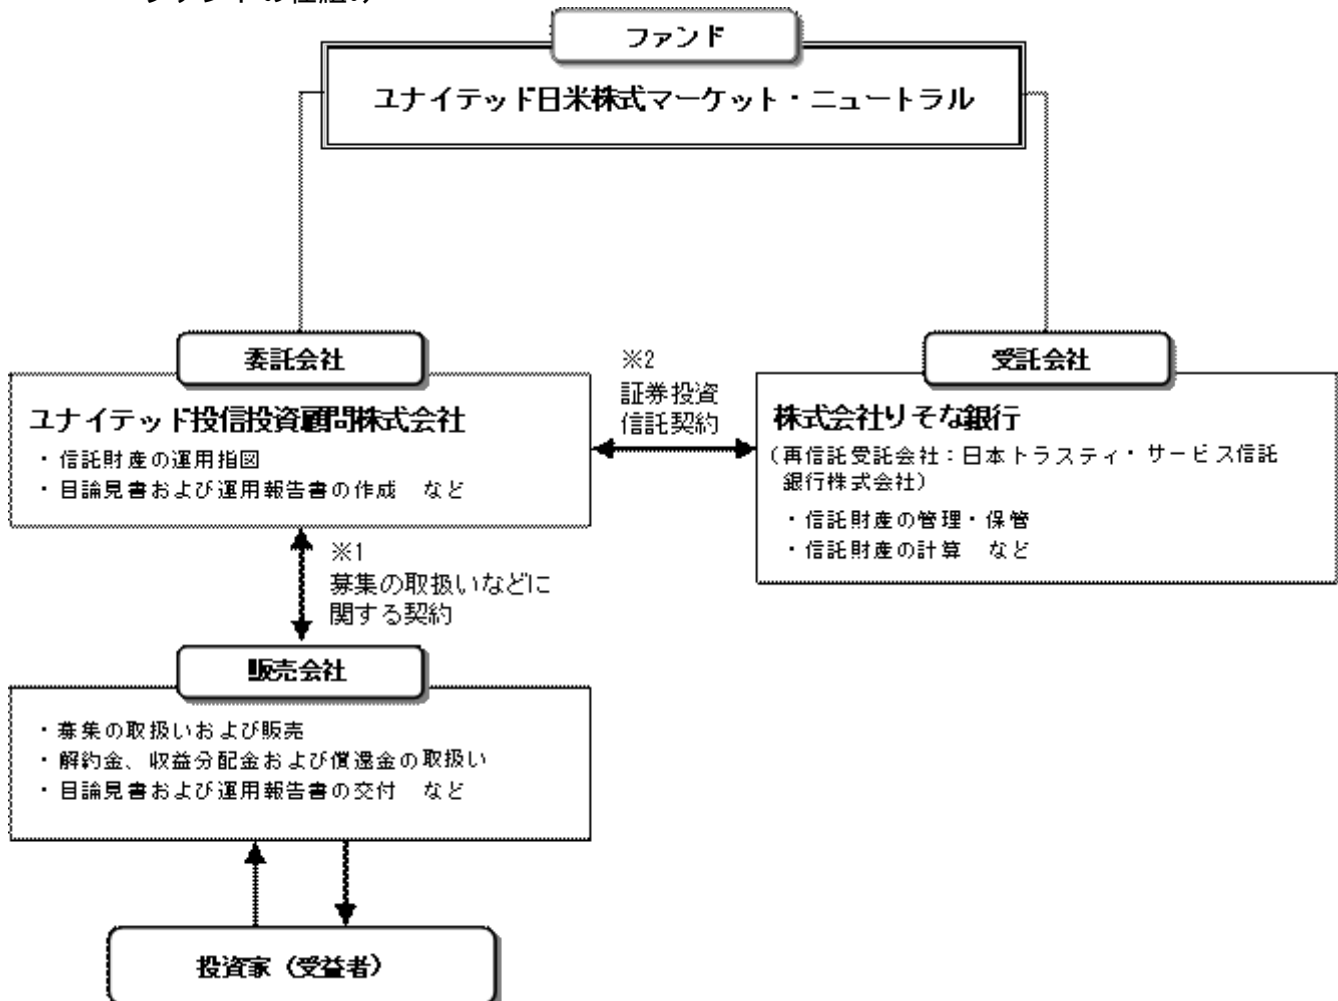 ファンドの仕組み
ファンド
ユナイテッド日米株式マーケット・ニュートラル
委託会社
ユナイテッド投信投資顧問株式会社
・信託財産の運用指図
・目論見書および運用報告書の作成 など
※2
証券投資
信託契約
受託会社
株式会社りそな銀行
(再信託受託会社:日本トラスティ・サービス信託
銀行株式会社)
・信託財産の管理・保管
・信託財産の計算 など
※1
募集の取扱いなどに
関する契約
販売会社
・募集の取扱いおよび販売
・解約金、収益分配金および償還金の取扱い
・目論見書および運用報告書の交付 など
投資家(受益者)